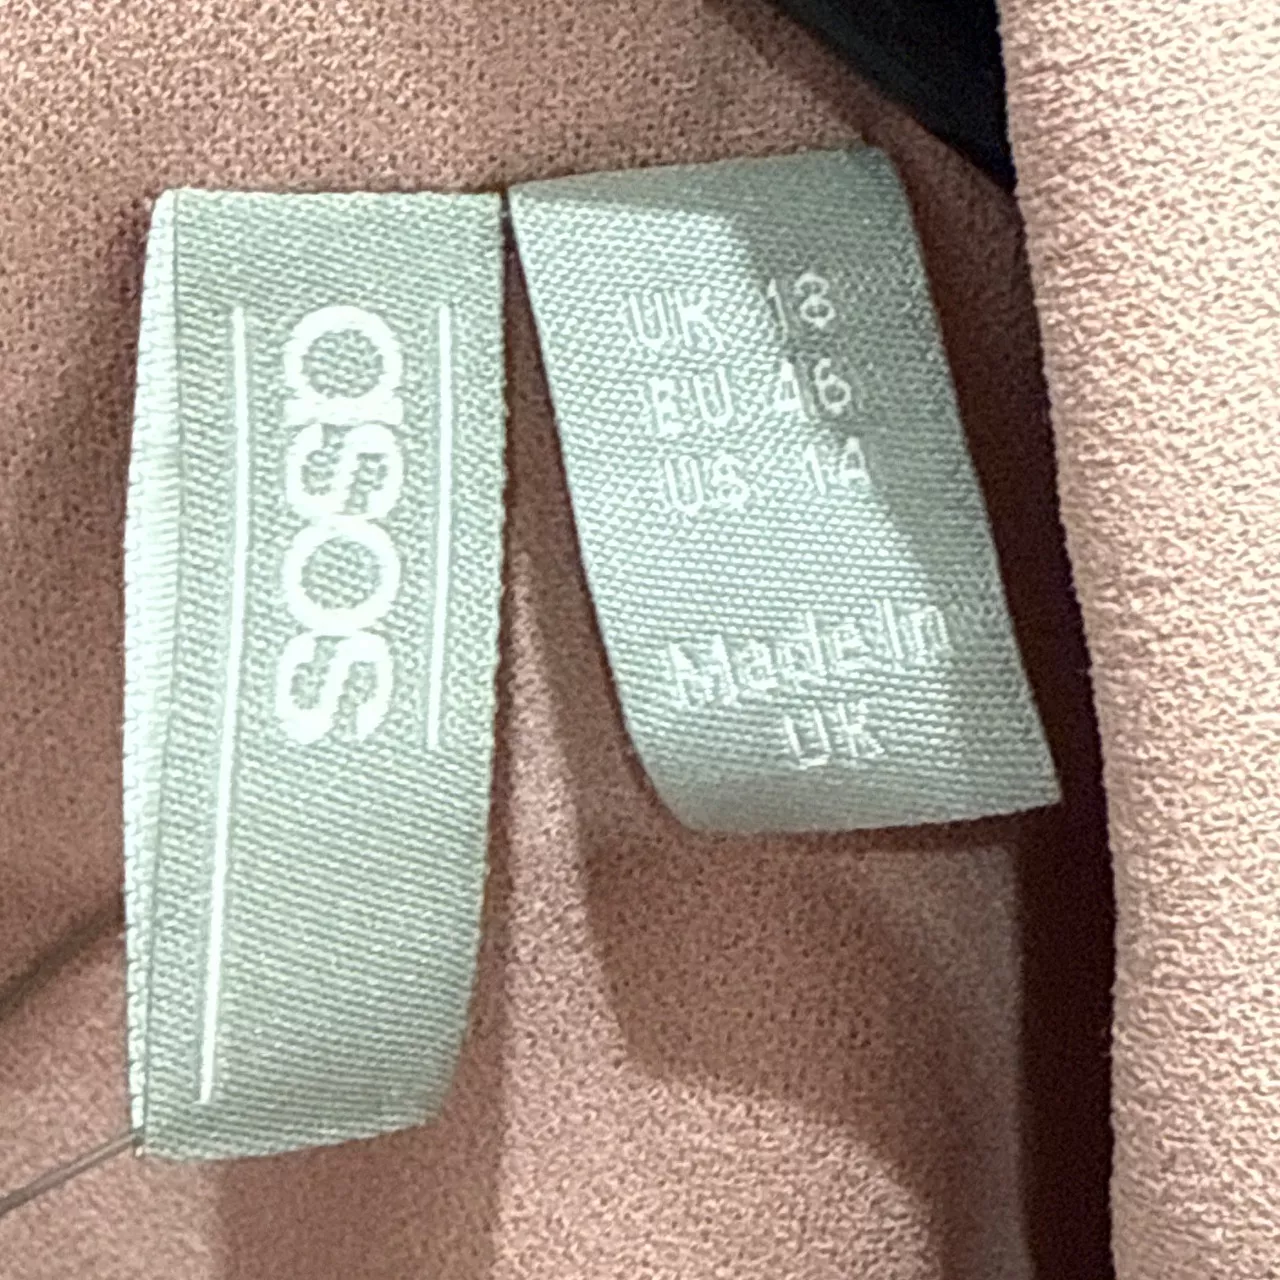 asos
UK 18
EU 46
US 14
Made In
UK